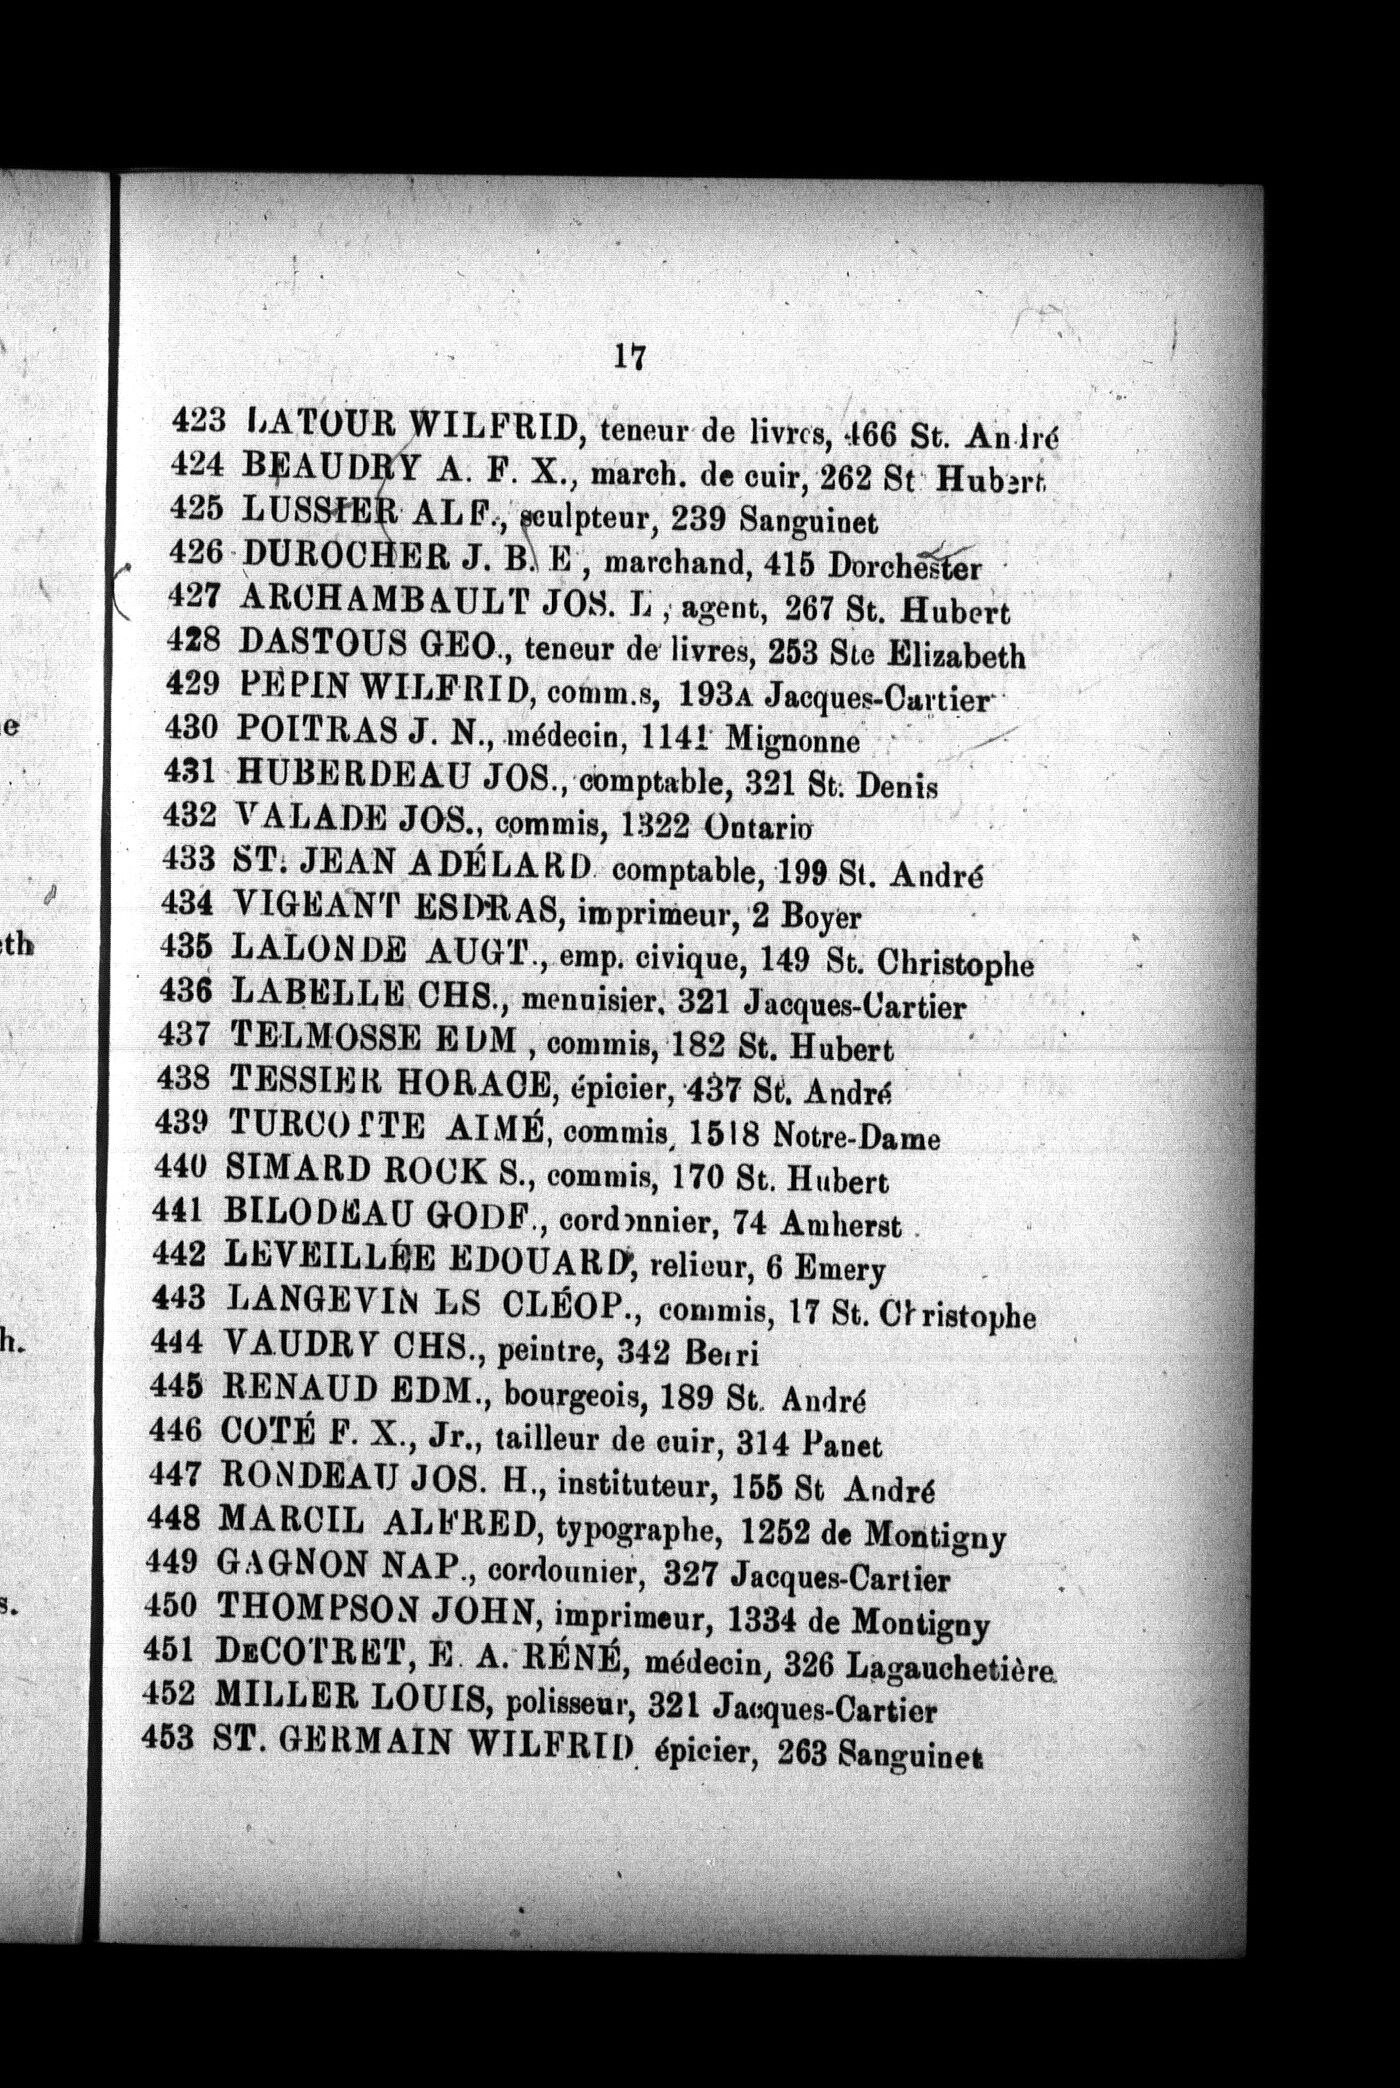 17
423 LATOUR WILFRID, teneur de livres, 466 St. André
424 BEAUDRY A. F. X., march. de cuir, 262 St Hubert
425 LUSSIER ALF., sculpteur, 239 Sanguinet
426 DUROCHER J. B. E , marchand, 415 Dorchester
427 ARCHAMBAULT JOS. L , agent, 267 St. Hubert
428 DASTOUS GEO., teneur de livres, 253 Ste Elizabeth
429 PEPIN WILFRID, comm.s, 193A Jacques-Cartier
430 POITRAS J. N., médecin, 1141 Mignonne
431 HUBERDEAU JOS., comptable, 321 St. Denis
432 VALADE JOS., commis, 1322 Ontario
433 ST. JEAN ADÉLARD comptable, 199 St. André
434 VIGEANT ESDRAS, imprimeur, 2 Boyer
435 LALONDE AUGT., emp. civique, 149 St. Christophe
436 LABELLE CHS., menuisier, 321 Jacques-Cartier
437 TELMOSSE EDM , commis, 182 St. Hubert
438 TESSIER HORACE, épicier, 437 St. André
439 TURCOTTE AIMÉ, commis, 1518 Notre-Dame
440 SIMARD ROCK S., commis, 170 St. Hubert
441 BILODEAU GODF., cordonnier, 74 Amherst
442 LEVEILLÉE EDOUARD, relieur, 6 Emery
443 LANGEVIN LS CLÉOP., commis, 17 St. Christophe
444 VAUDRY CHS., peintre, 342 Berri
445 RENAUD EDM., bourgeois, 189 St. André
446 COTÉ F. X., Jr., tailleur de cuir, 314 Panet
447 RONDEAU JOS. H., instituteur, 155 St André
448 MARCIL ALFRED, typographe, 1252 de Montigny
449 GAGNON NAP., cordounier, 327 Jacques-Cartier
450 THOMPSON JOHN, imprimeur, 1334 de Montigny
451 DECOTRET, E. A. RÉNÉ, médecin, 326 Lagauchetière
452 MILLER LOUIS, polisseur, 321 Jacques-Cartier
453 ST. GERMAIN WILFRID épicier, 263 Sanguinet